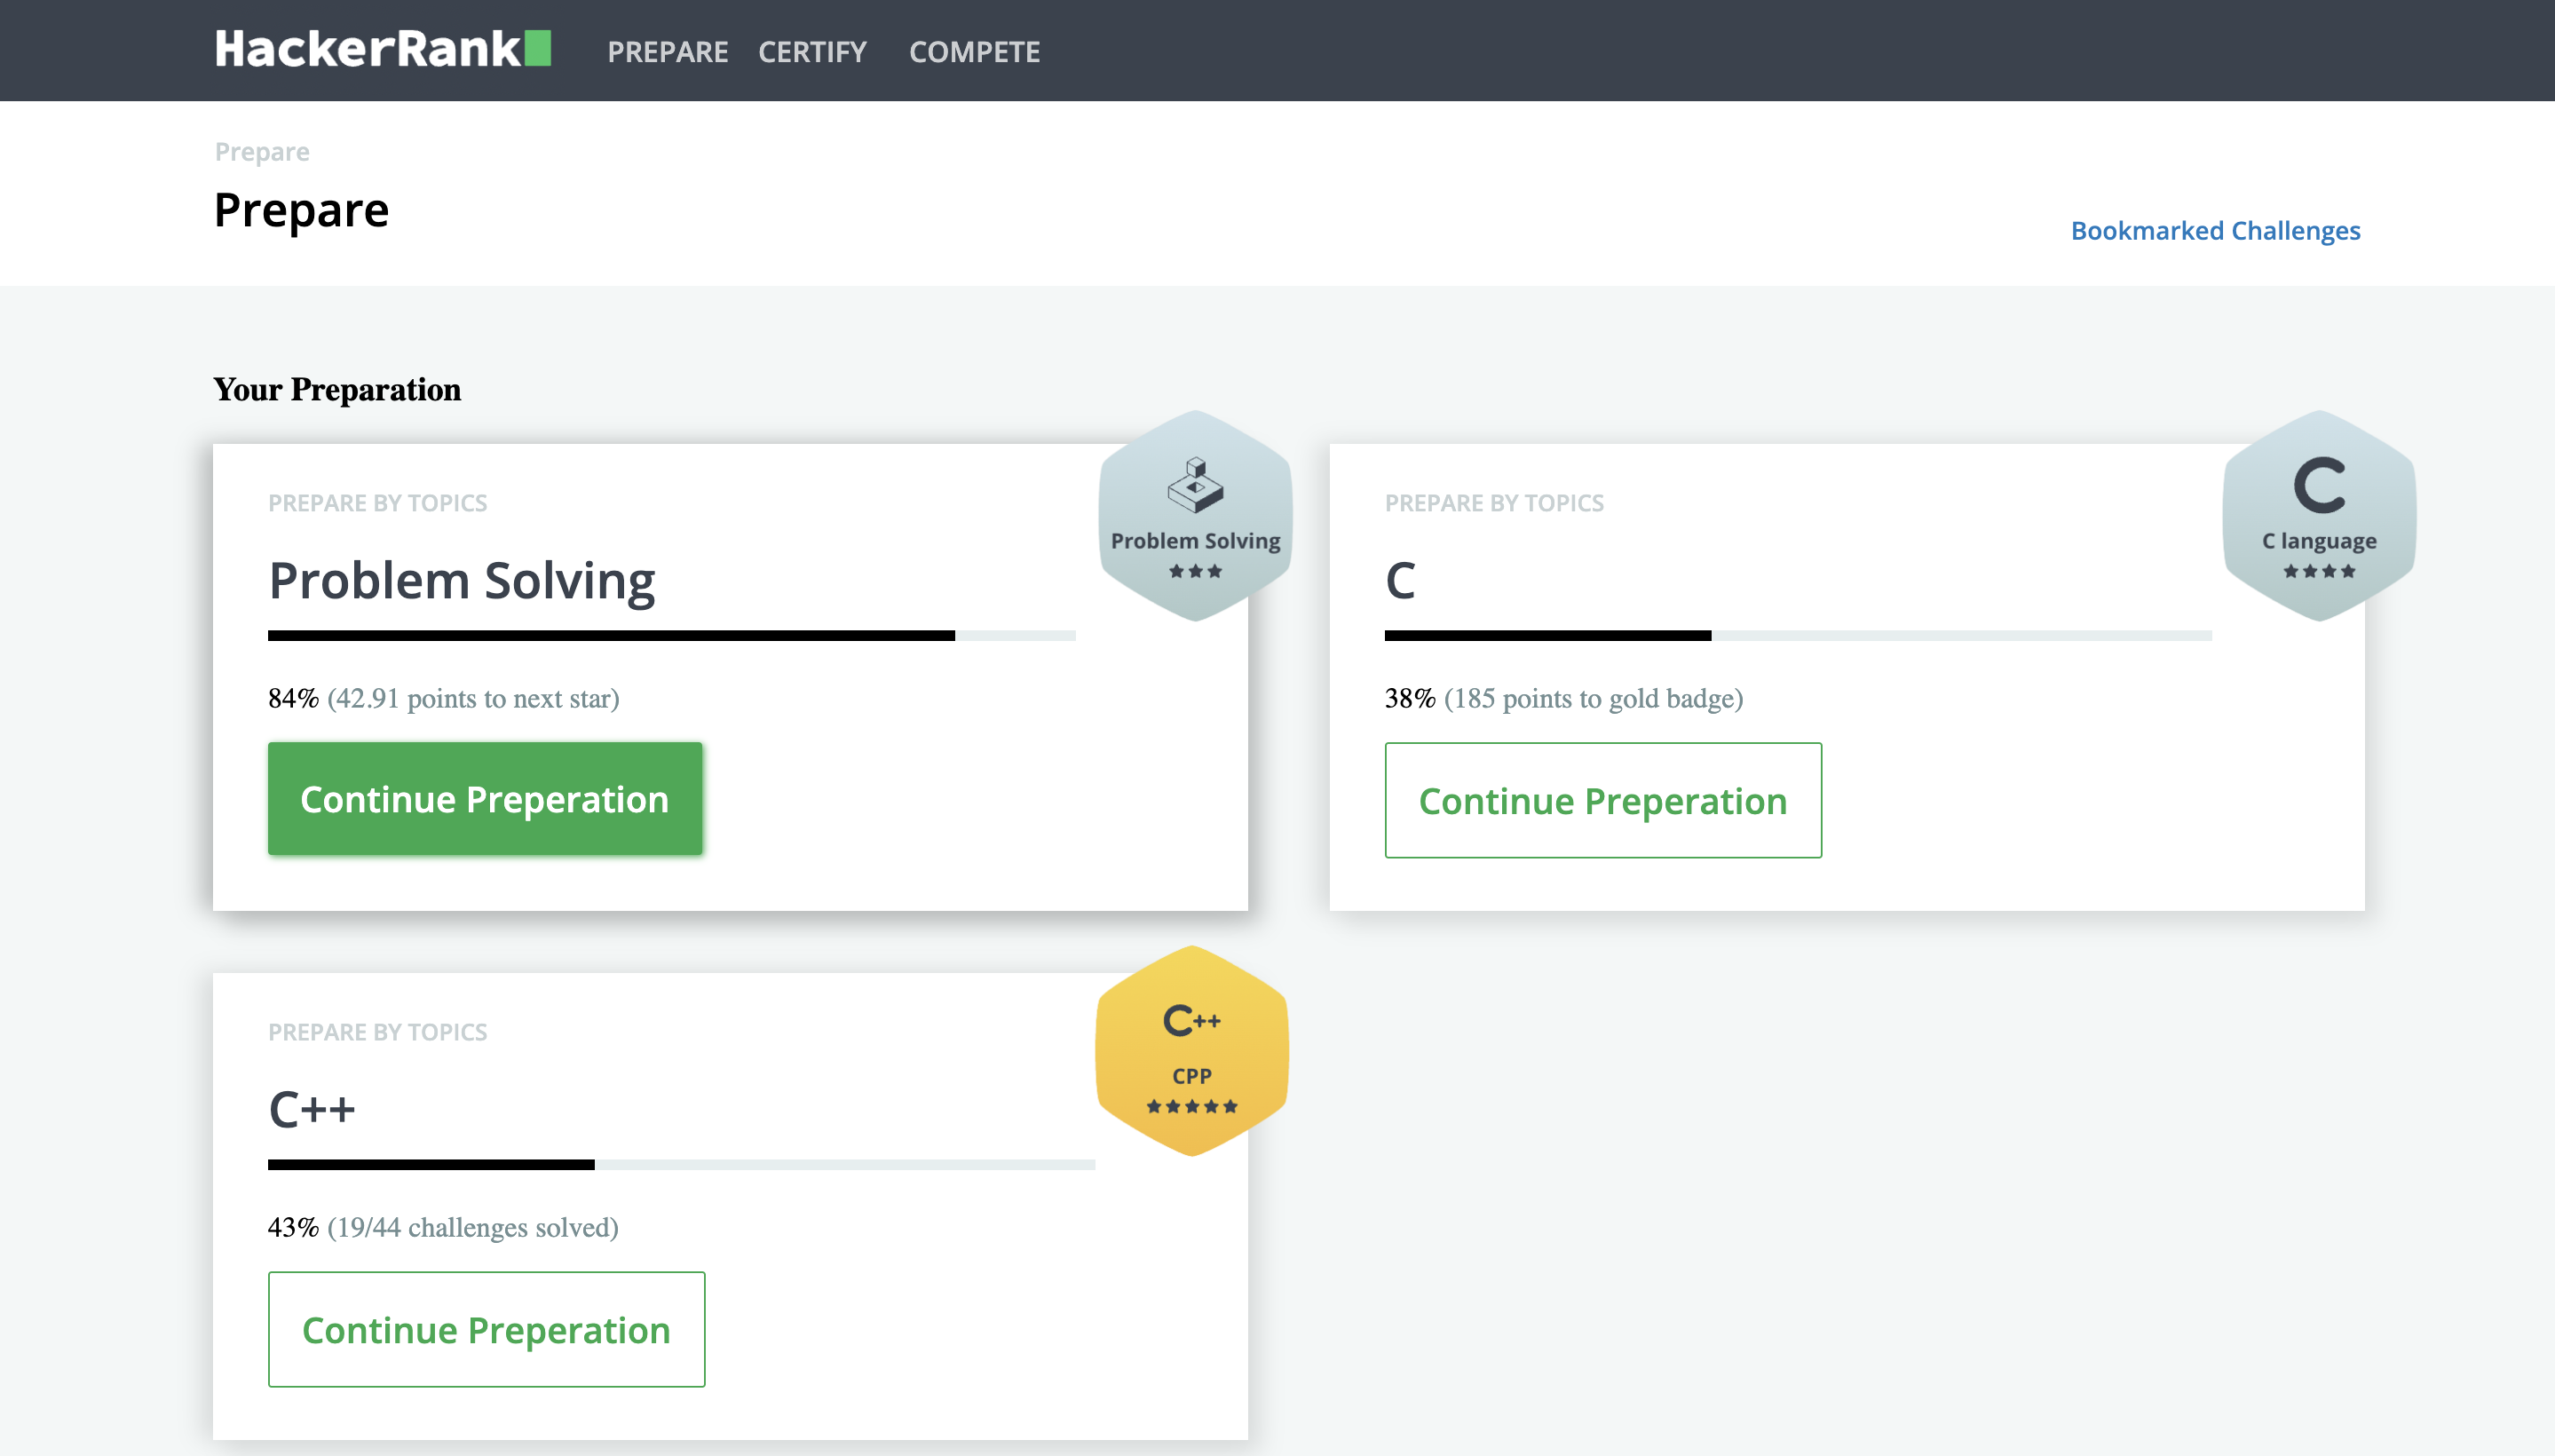 HackerRank PREPARE CERTIFY COMPETE
Prepare
Prepare
Bookmarked Challenges
Your Preparation
PREPARE BY TOPICS
Problem Solving
84% (42.91 points to next star)
Continue Preperation
Problem Solving
PREPARE BY TOPICS
C
38% (185 points to gold badge)
Continue Preperation
C
C language
PREPARE BY TOPICS
C++
43% (19/44 challenges solved)
Continue Preperation
C++
CPP